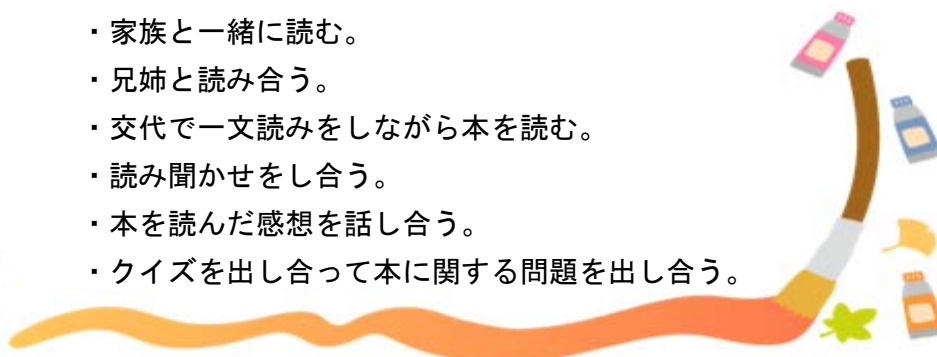 ・家族と一緒に読む。
・兄姉と読み合う。
・交代で一文読みをしながら本を読む。
・読み聞かせをし合う。
・本を読んだ感想を話し合う。
・クイズを出し合って本に関する問題を出し合う。